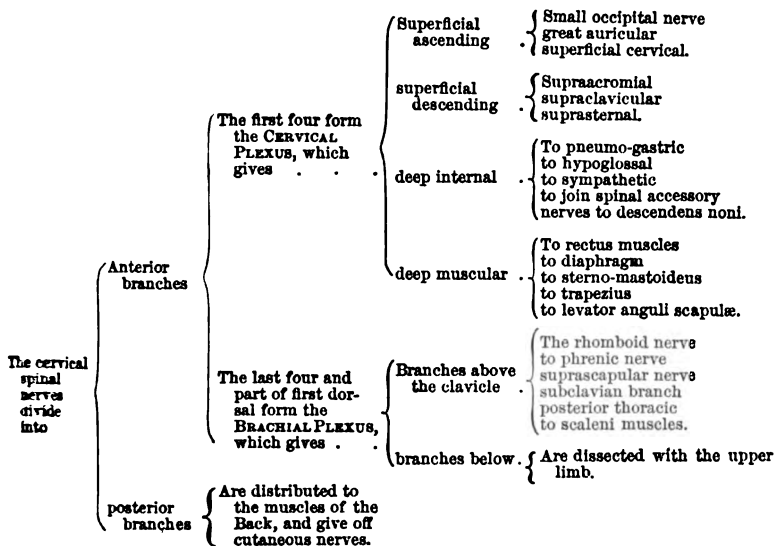 The cervical
spinal
nerves
divide
into
Anterior
branches
The first four form
the CERVICAL
PLEXUS, which
gives . . .
Superficial
ascending .
Small occipital nerve
great auricular
superficial cervical.
superficial
descending .
Supraacromial
supraclavicular
suprasternal.
deep internal .
To pneumo-gastric
to hypoglossal
to sympathetic
to join spinal accessory
nerves to descendens noni.
deep muscular .
To rectus muscles
to diaphragm
to sterno-mastoideus
to trapezius
to levator anguli scapulæ.
The last four and
part of first dor-
sal form the
BRACHIAL PLEXUS,
which gives . .
Branches above
the clavicle .
The rhomboid nerve
to phrenic nerve
suprascapular nerve
subclavian branch
posterior thoracic
to scaleni muscles.
branches below .
Are dissected with the upper
limb.
posterior
branches
Are distributed to
the muscles of the
Back, and give off
cutaneous nerves.